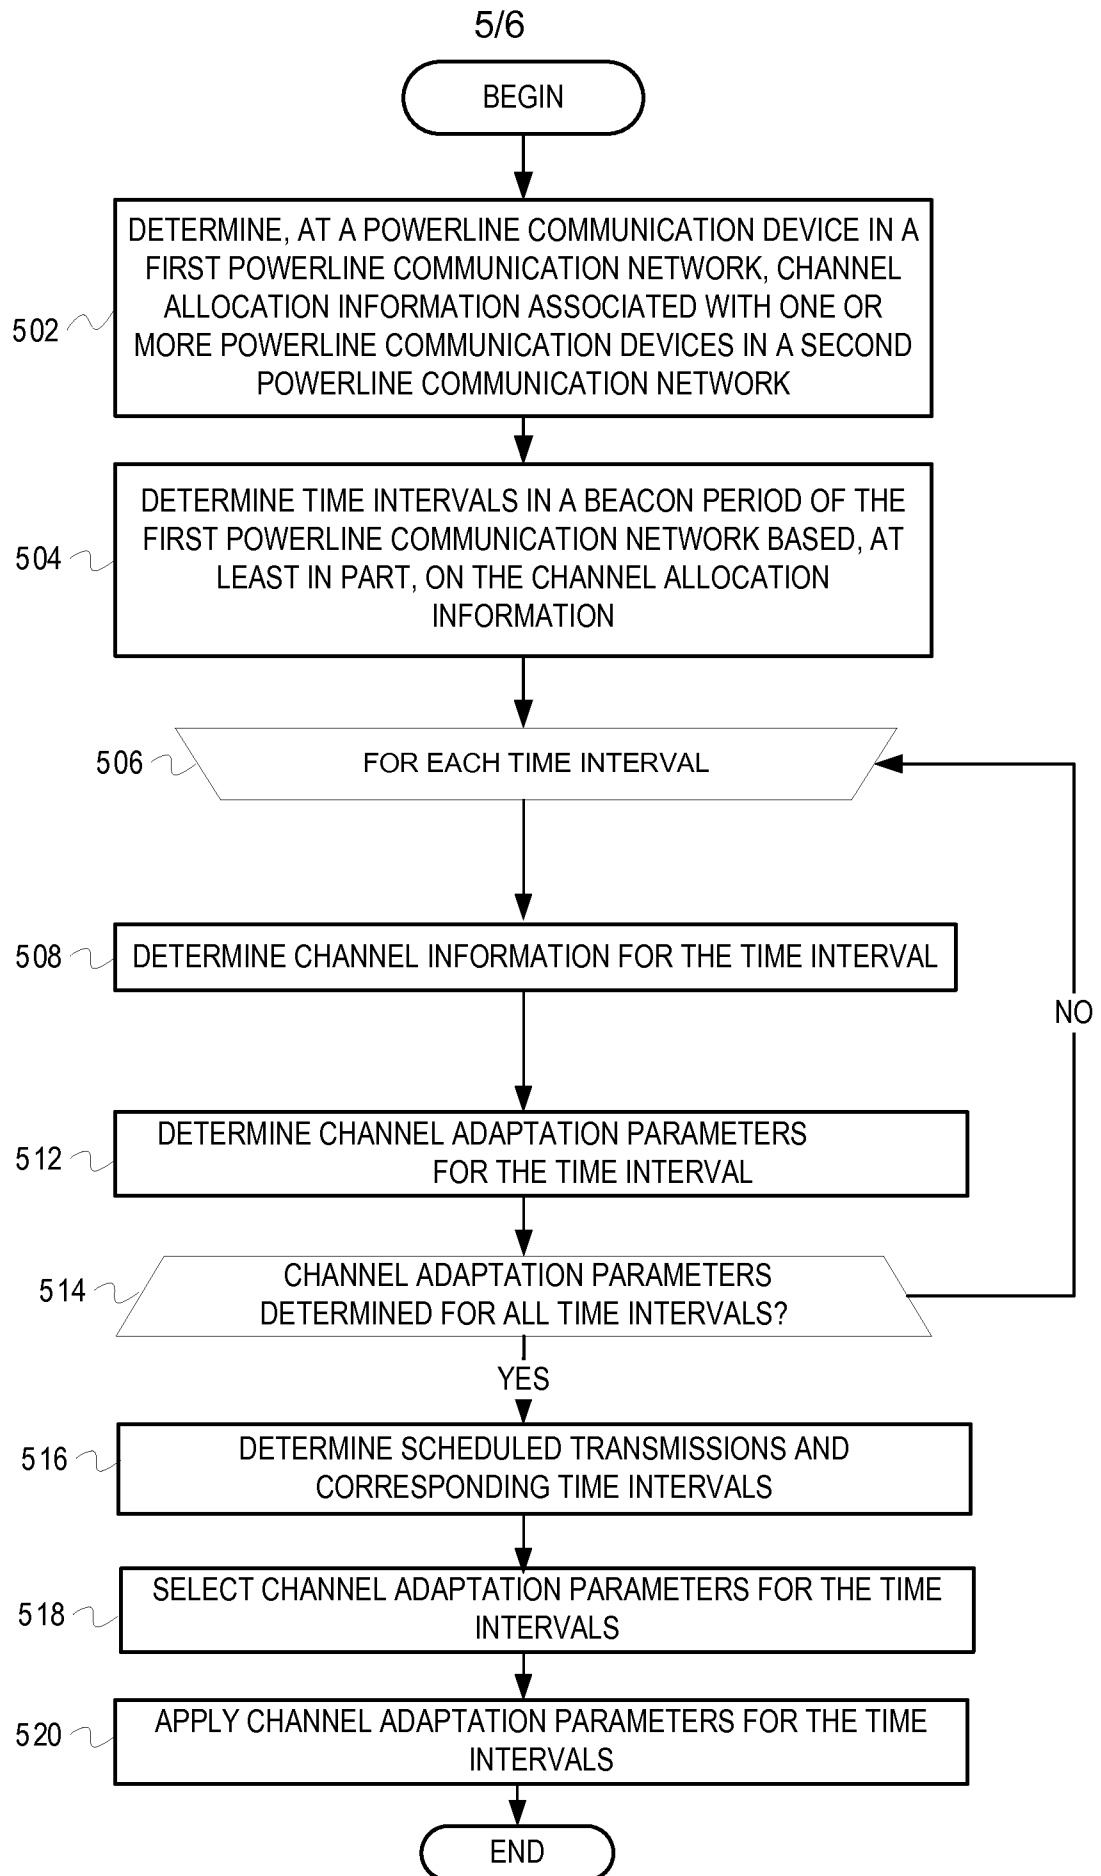 5/6
BEGIN
DETERMINE, AT A POWERLINE COMMUNICATION DEVICE IN A
FIRST POWERLINE COMMUNICATION NETWORK, CHANNEL
ALLOCATION INFORMATION ASSOCIATED WITH ONE OR
MORE POWERLINE COMMUNICATION DEVICES IN A SECOND
POWERLINE COMMUNICATION NETWORK
502
DETERMINE TIME INTERVALS IN A BEACON PERIOD OF THE
FIRST POWERLINE COMMUNICATION NETWORK BASED, AT
LEAST IN PART, ON THE CHANNEL ALLOCATION
INFORMATION
504
506
FOR EACH TIME INTERVAL
508
DETERMINE CHANNEL INFORMATION FOR THE TIME INTERVAL
NO
512
DETERMINE CHANNEL ADAPTATION PARAMETERS
FOR THE TIME INTERVAL
514
CHANNEL ADAPTATION PARAMETERS
DETERMINED FOR ALL TIME INTERVALS?
YES
516
DETERMINE SCHEDULED TRANSMISSIONS AND
CORRESPONDING TIME INTERVALS
518
SELECT CHANNEL ADAPTATION PARAMETERS FOR THE TIME
INTERVALS
520
APPLY CHANNEL ADAPTATION PARAMETERS FOR THE TIME
INTERVALS
END